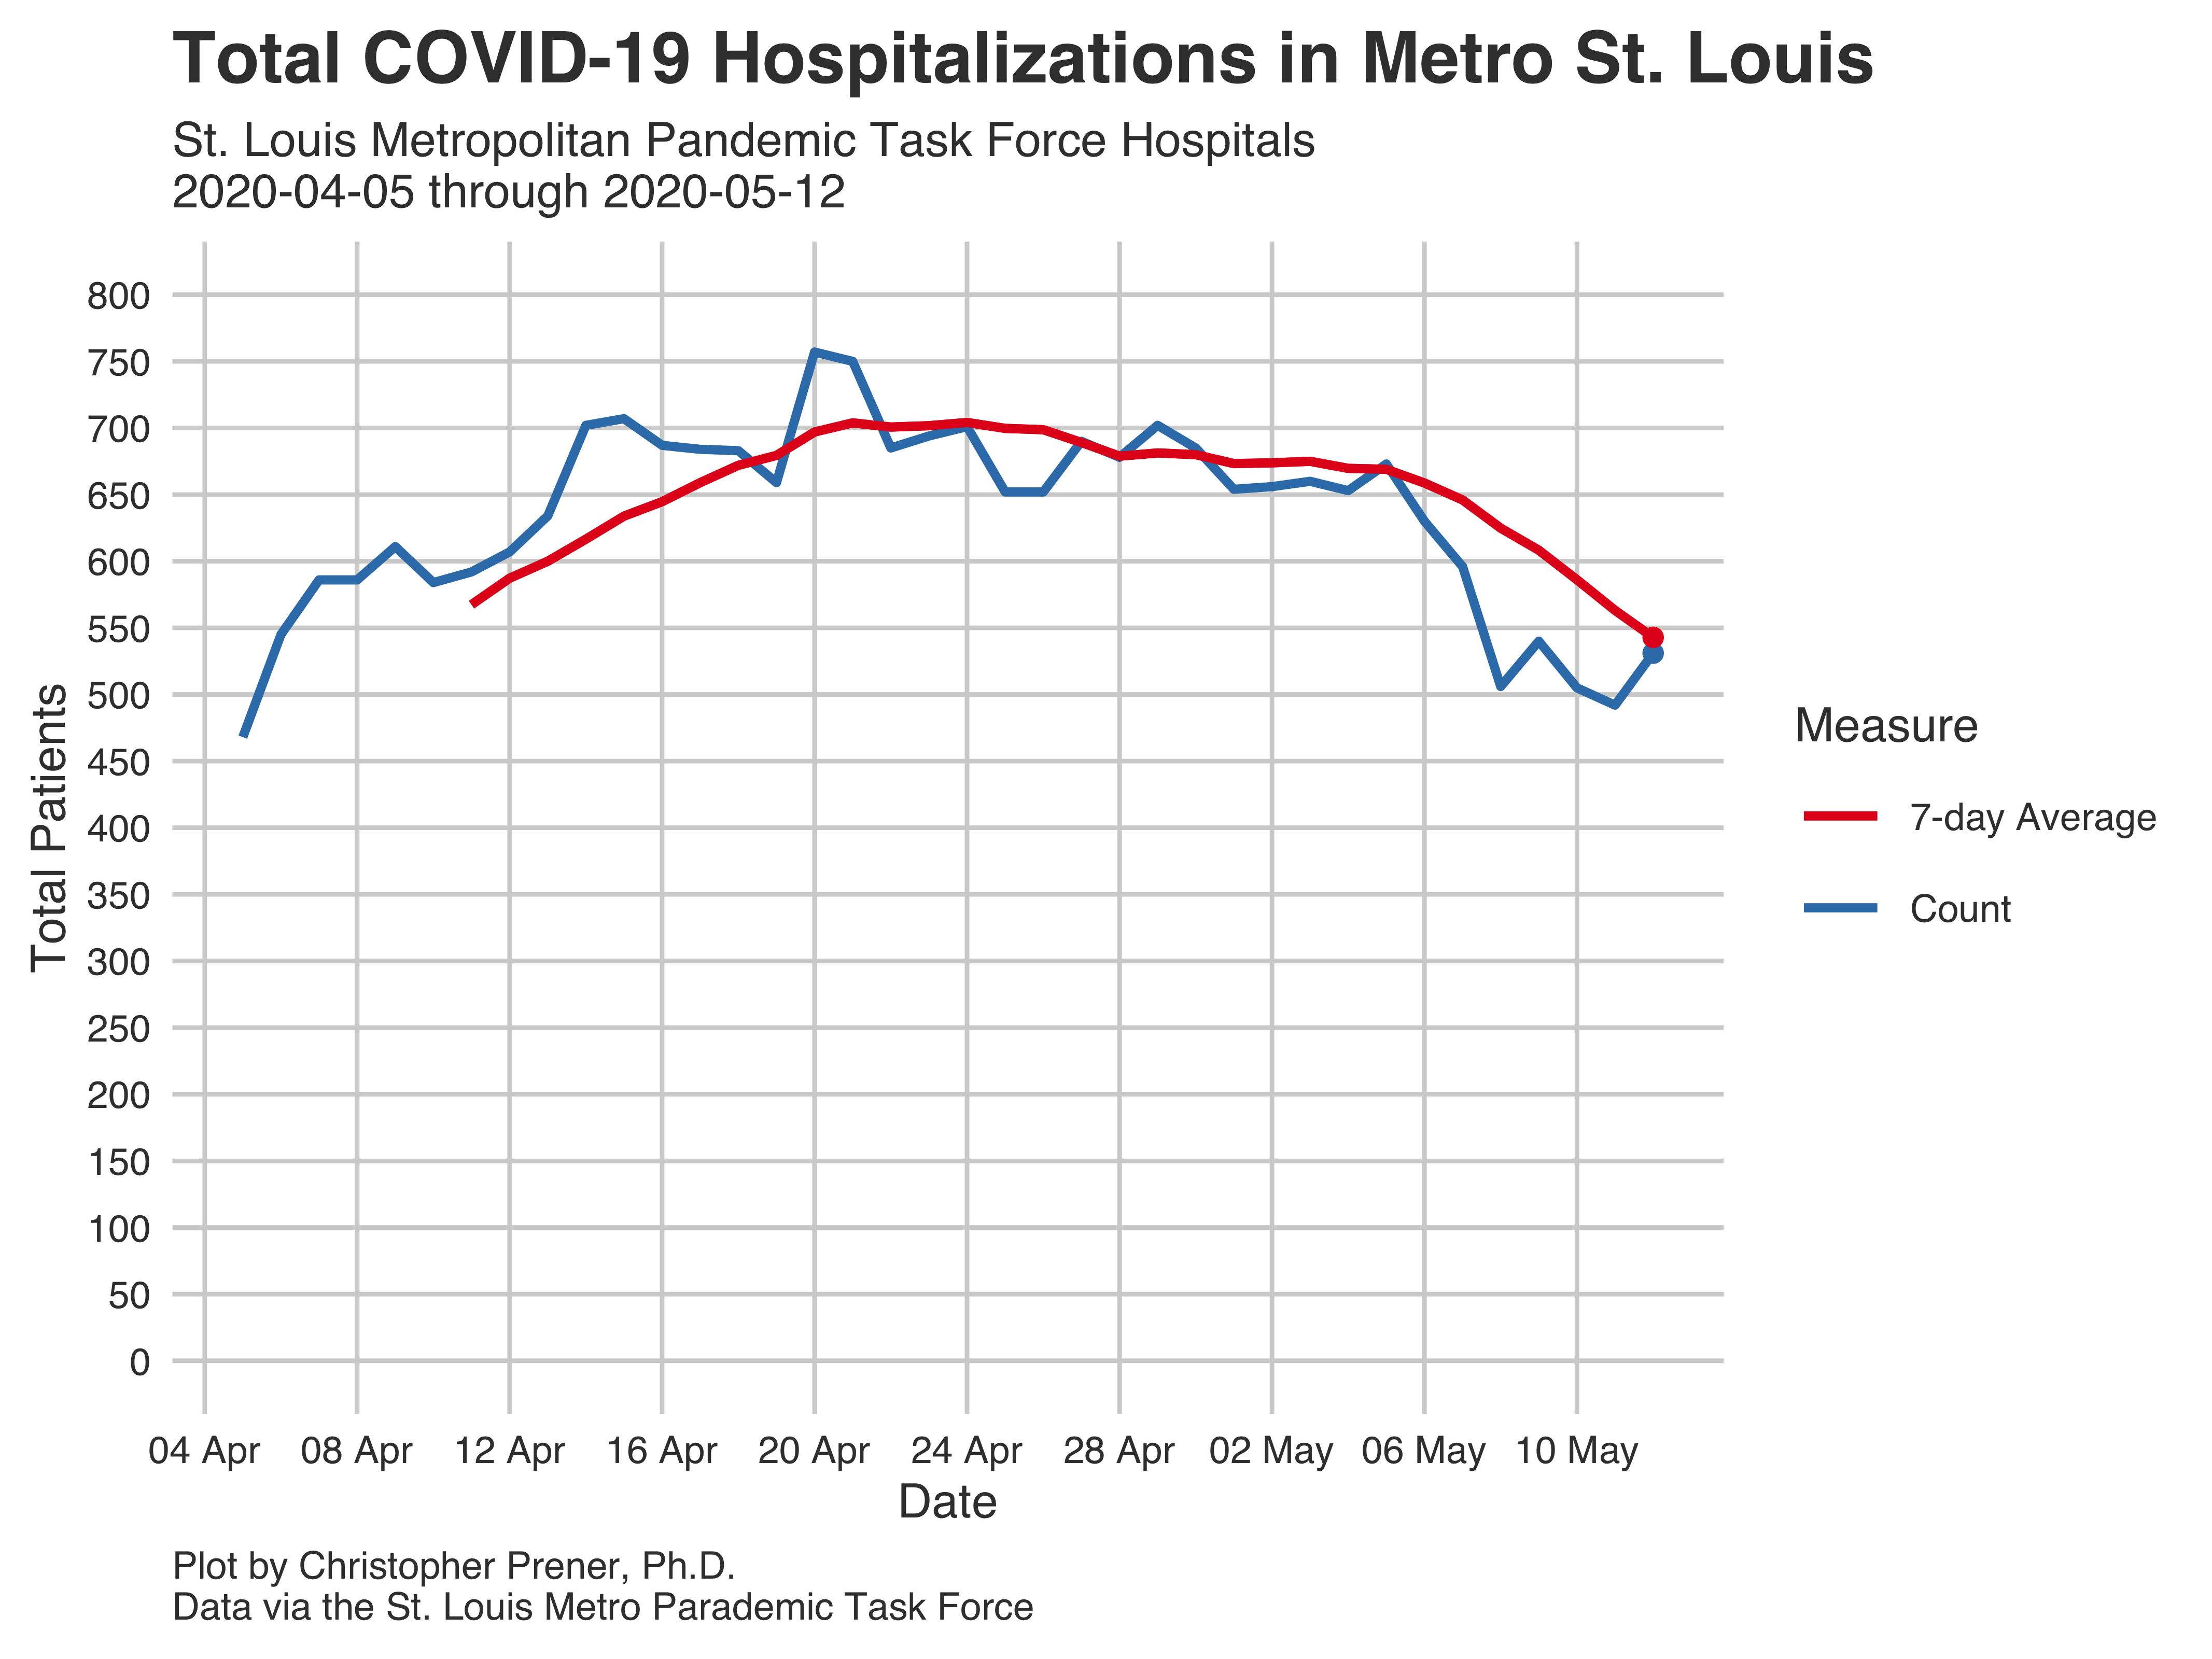 Total COVID-19 Hospitalizations in Metro St. Louis
St. Louis Metropolitan Pandemic Task Force Hospitals
2020-04-05 through 2020-05-12
Total Patients
800
750
700
650
600
550
500
450
400
350
300
250
200
150
100
50
0
04 Apr 08 Apr 12 Apr 16 Apr 20 Apr 24 Apr 28 Apr 02 May 06 May 10 May
Date
Measure
7-day Average
Count
Plot by Christopher Prener, Ph.D.
Data via the St. Louis Metro Parademic Task Force